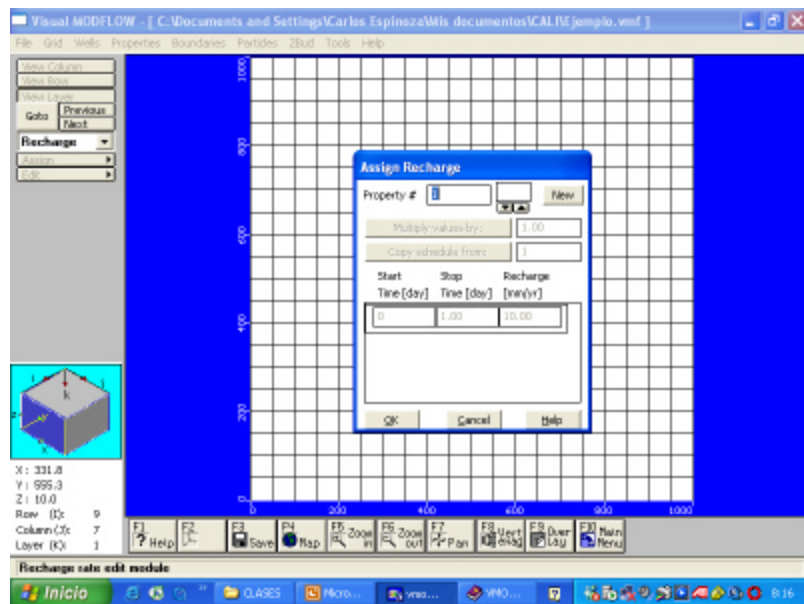 Visual MODFLOW - [ C:\Documents and Settings\Carlos Espinoza\Mis documentos\CALI\Ejemplo.vmf ]
File Grid Wells Properties Boundaries Particles ZBud Tools Help
View Column
View Row
View Layer
Goto
Previous
Next
Recharge
Assign
Edit
1000
800
600
400
200
0
0 200 400 600 800 1000
Assign Recharge
Property # 1 New
Multiply values by: 1.00
Copy schedule from: 1
Start Stop Recharge
Time [day] Time [day] [mm/yr]
0 1.00 10.00
OK Cancel Help
k
X: 331.8
Y: 555.3
Z: 10.0
Row (I): 9
Column (J): 7
Layer (K): 1
F1 ? Help
F2
F3 Save
F4 Map
F5 Zoom in
F6 Zoom out
F7 Pan
F8 Vert exag
F9 Over lay
F10 Main Menu
Recharge rate edit module
Inicio
CLASES
Micro...
vmo...
VMO...
8:16